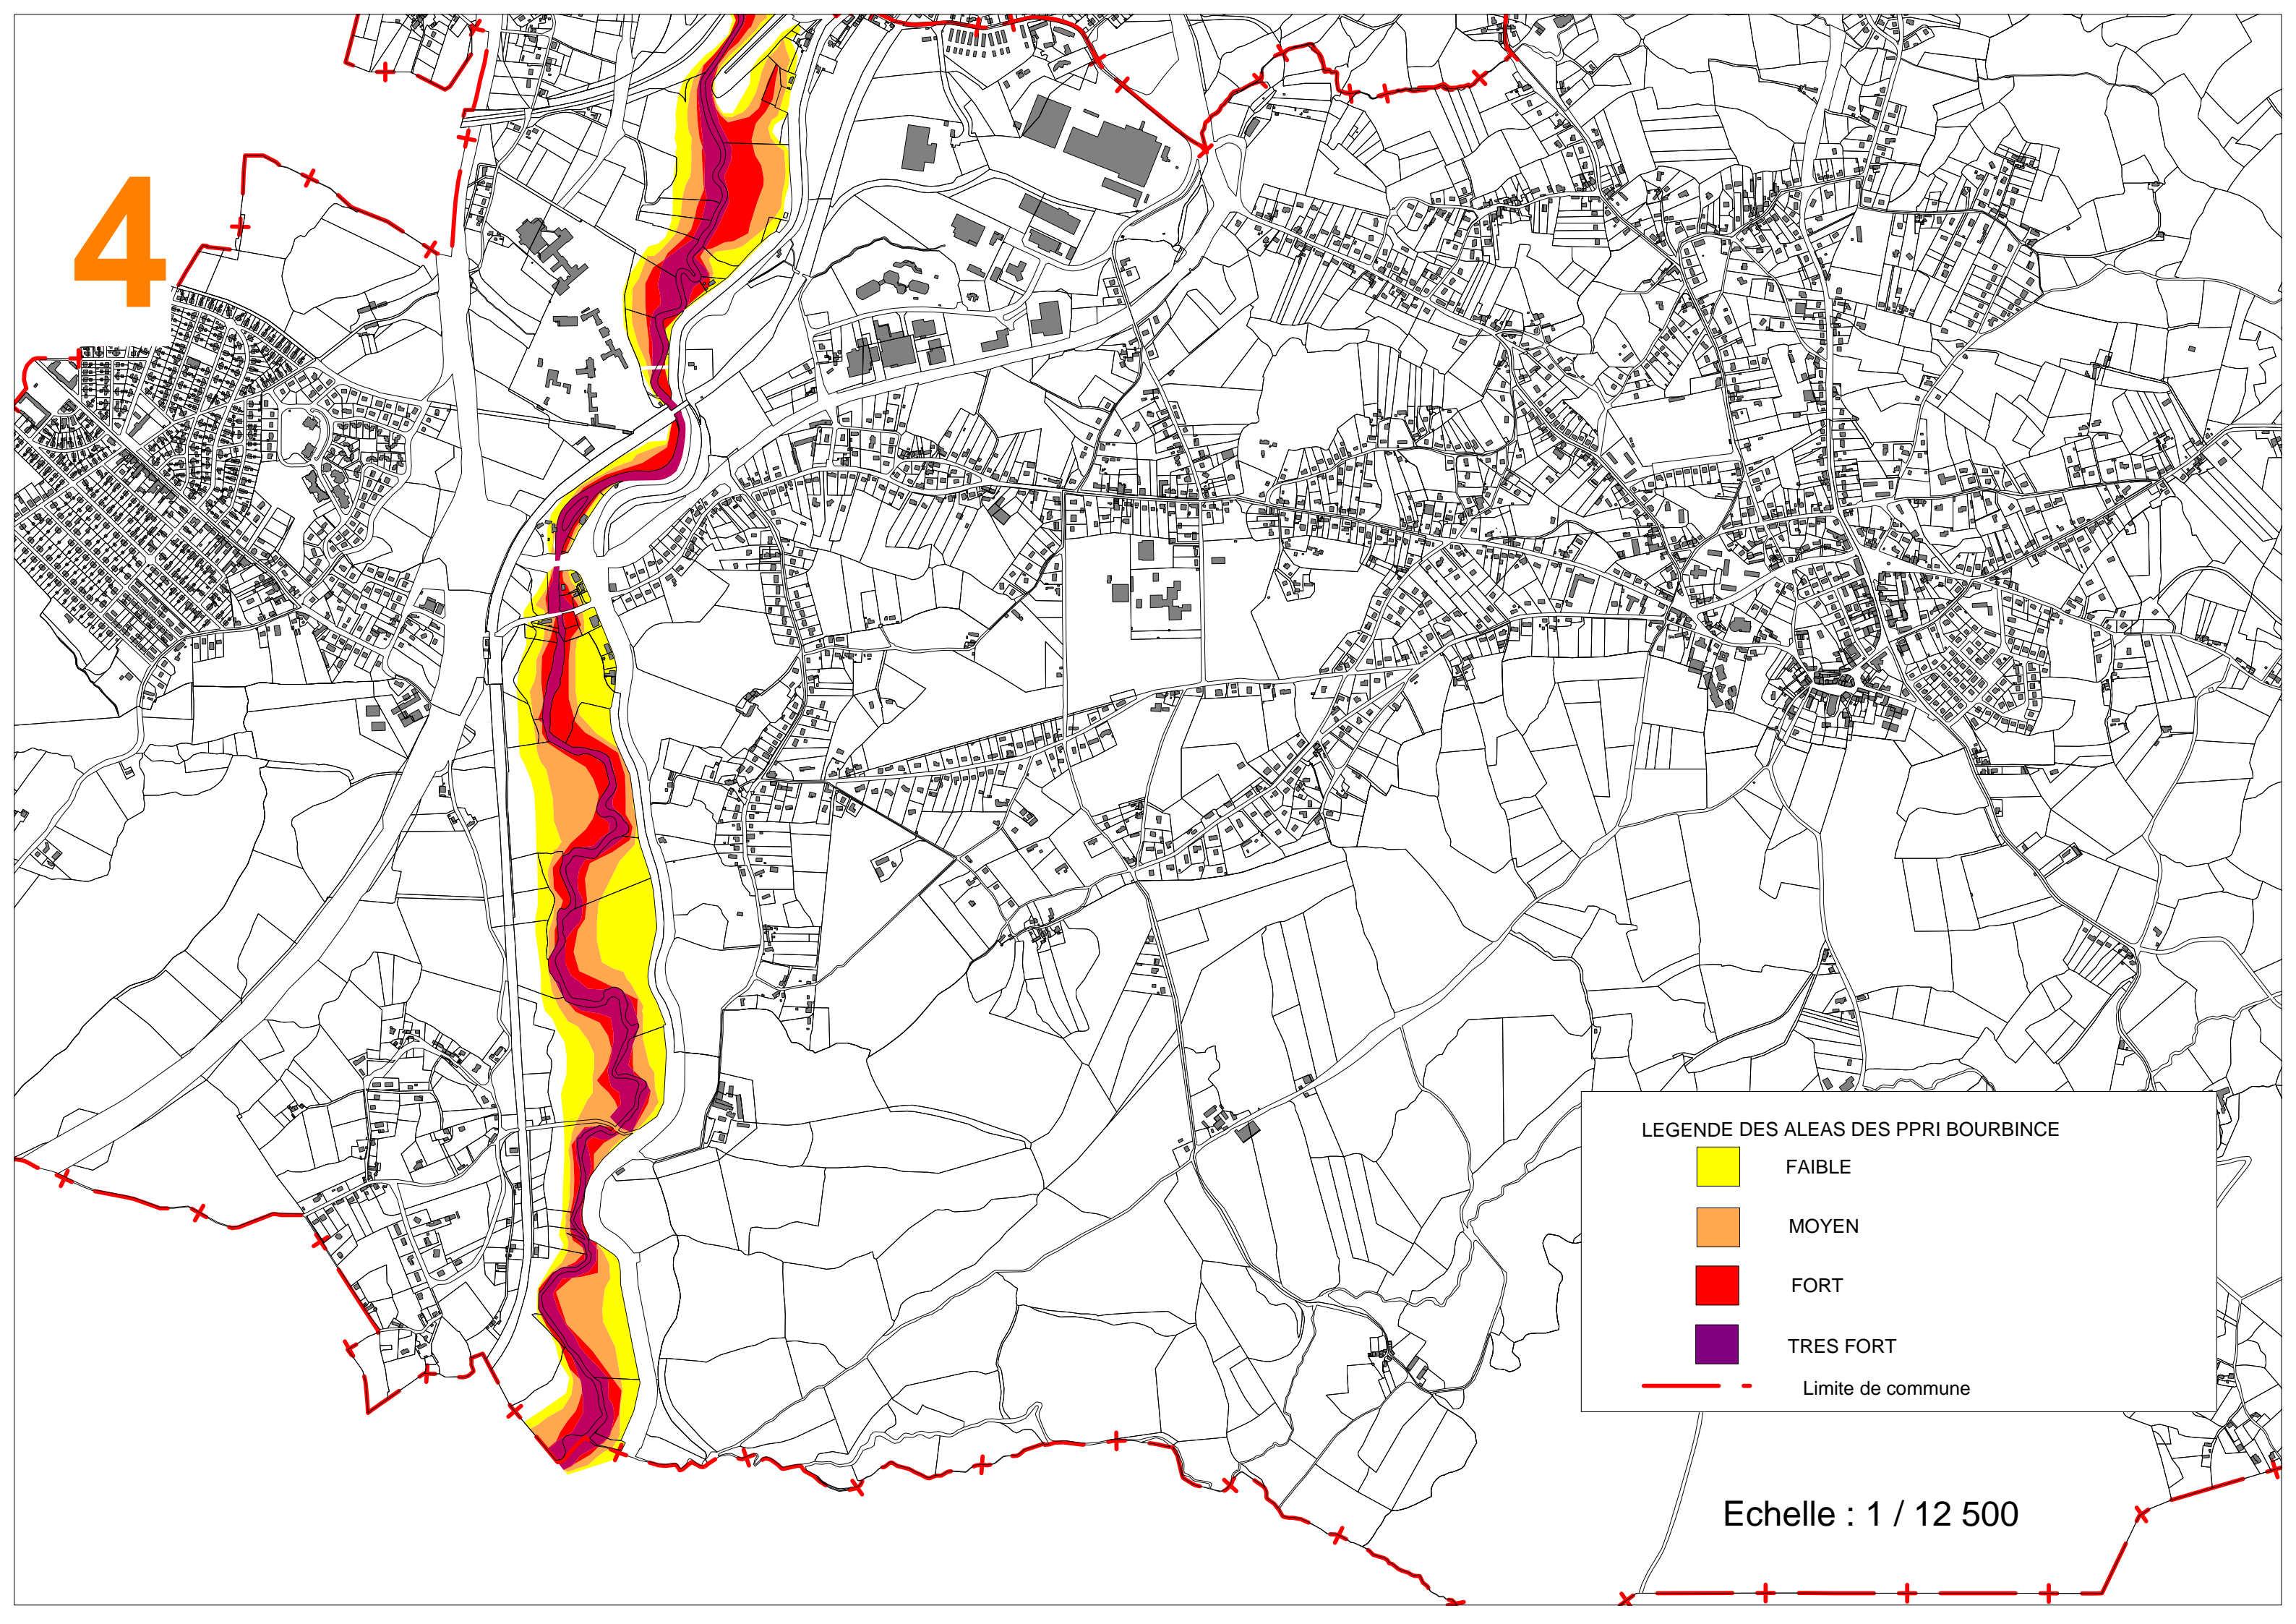 4
LEGENDE DES ALEAS DES PPRI BOURBINCE
FAIBLE
MOYEN
FORT
TRES FORT
Limite de commune
Echelle : 1 / 12 500